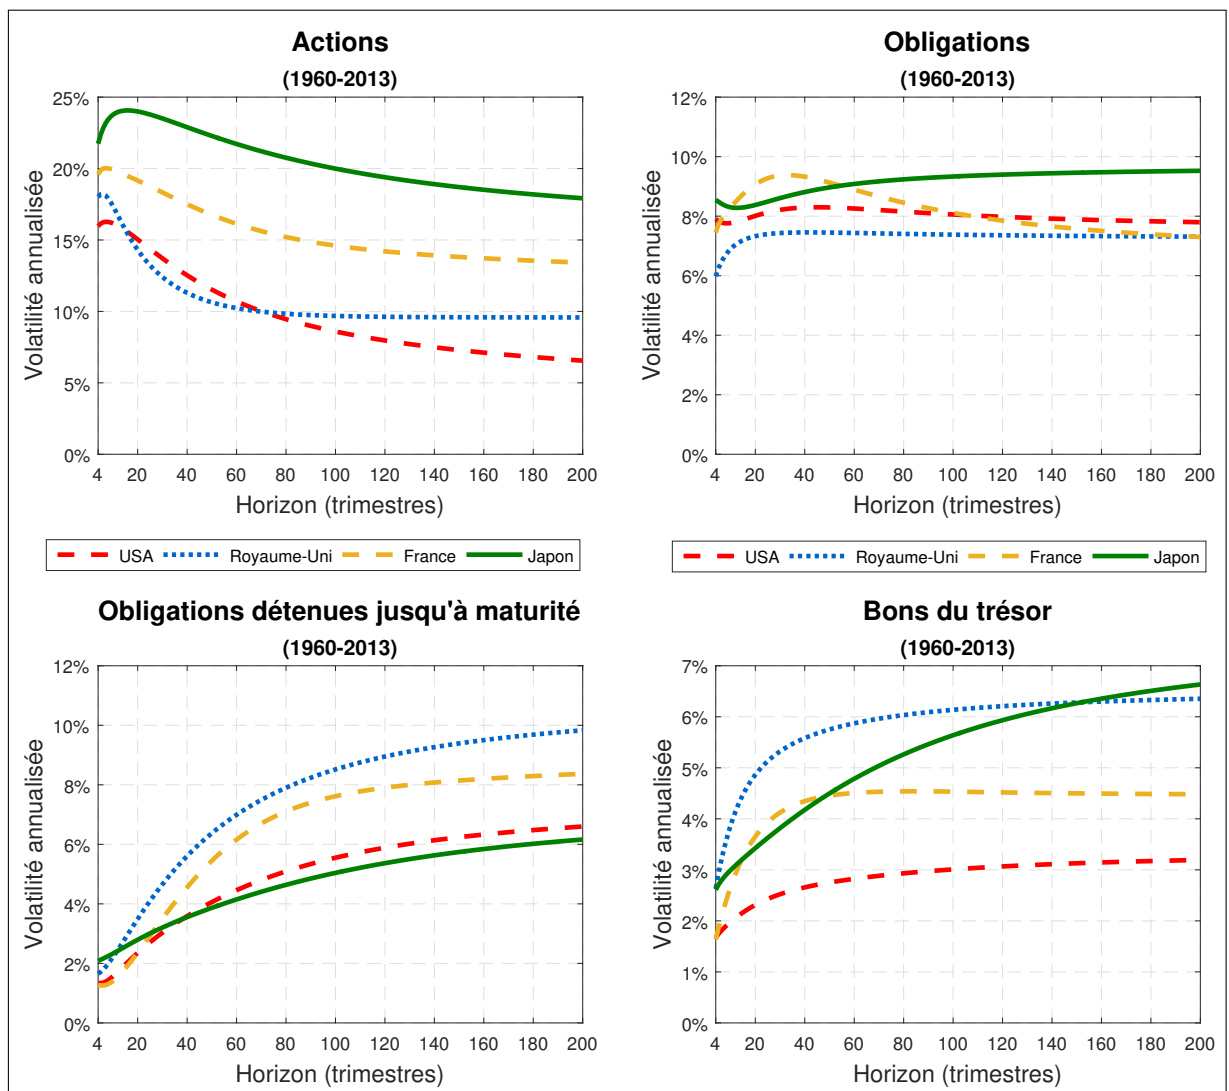 Actions
(1960-2013)
Volatilité annualisée
25%
20%
15%
10%
5%
0%
4 20 40 60 80 100 120 140 160 180 200
Horizon (trimestres)
USA Royaume-Uni France Japon
Obligations
(1960-2013)
Volatilité annualisée
12%
10%
8%
6%
4%
2%
0%
4 20 40 60 80 100 120 140 160 180 200
Horizon (trimestres)
USA Royaume-Uni France Japon
Obligations détenues jusqu'à maturité
(1960-2013)
Volatilité annualisée
12%
10%
8%
6%
4%
2%
0%
4 20 40 60 80 100 120 140 160 180 200
Horizon (trimestres)
Bons du trésor
(1960-2013)
Volatilité annualisée
7%
6%
5%
4%
3%
2%
1%
0%
4 20 40 60 80 100 120 140 160 180 200
Horizon (trimestres)